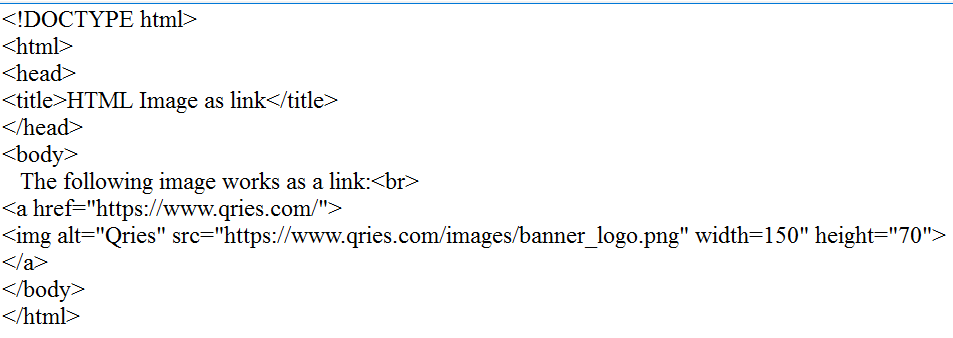 <!DOCTYPE html>
<html>
<head>
<title>HTML Image as link</title>
</head>
<body>
The following image works as a link:<br>
<a href="https://www.qries.com/">
<img alt="Qries" src="https://www.qries.com/images/banner_logo.png" width=150" height="70">
</a>
</body>
</html>